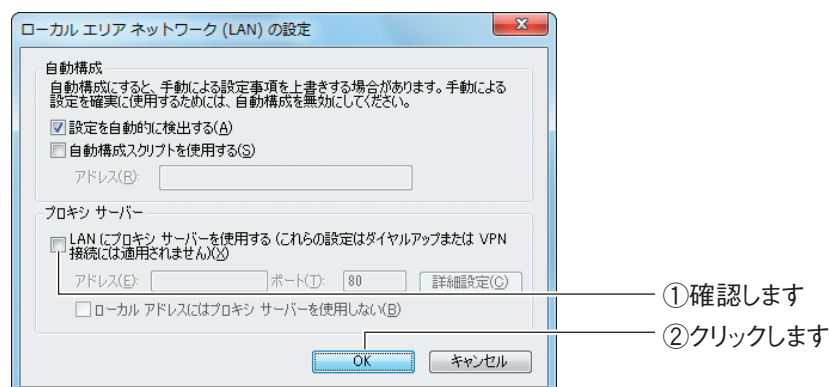 ローカル エリア ネットワーク (LAN) の設定
自動構成
自動構成にすると、手動による設定事項を上書きする場合があります。手動による
設定を確実に使用するためには、自動構成を無効にしてください。
設定を自動的に検出する(A)
自動構成スクリプトを使用する(S)
アドレス(R):
プロキシ サーバー
LAN にプロキシ サーバーを使用する (これらの設定はダイヤルアップまたは VPN
接続には適用されません)(X)
アドレス(E): ポート(T): 80 詳細設定(C)
ローカル アドレスにはプロキシ サーバーを使用しない(B)
①確認します
②クリックします
OK キャンセル